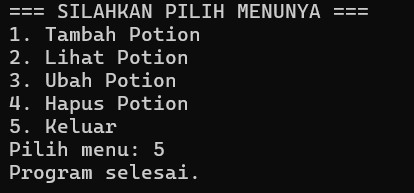 === SILAHKAN PILIH MENUNYA ===
1. Tambah Potion
2. Lihat Potion
3. Ubah Potion
4. Hapus Potion
5. Keluar
Pilih menu: 5
Program selesai.